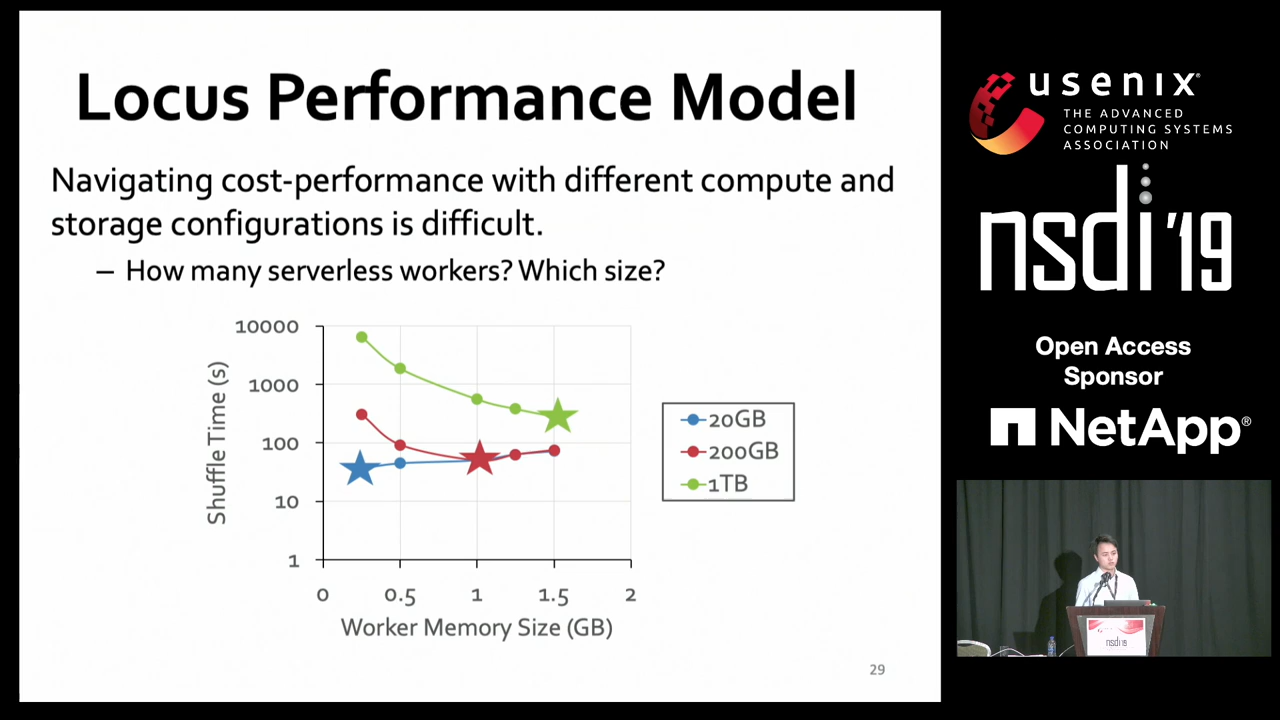 Locus Performance Model
Navigating cost-performance with different compute and
storage configurations is difficult.
– How many serverless workers? Which size?
10000
1000
100
10
1
Shuffle Time (s)
0 0.5 1 1.5 2
Worker Memory Size (GB)
20GB
200GB
1TB
29
usenix®
THE ADVANCED
COMPUTING SYSTEMS
ASSOCIATION
nsdi '19
Open Access
Sponsor
NetApp®
nsdi '19